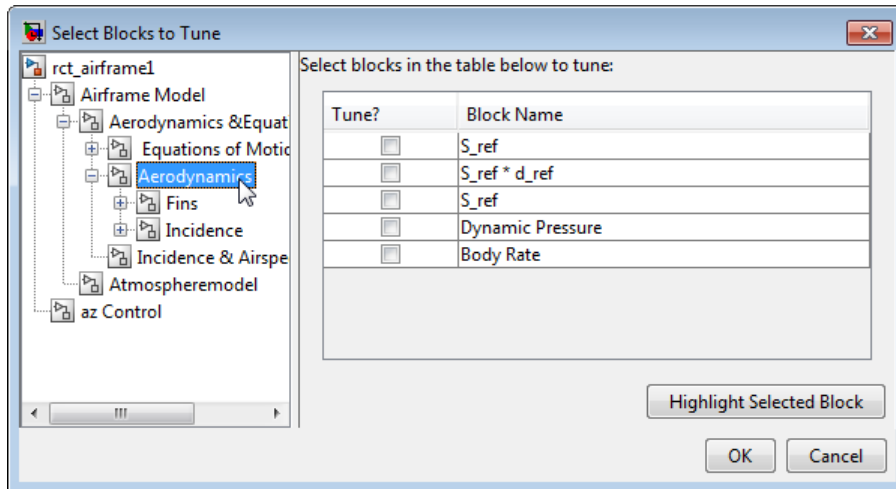 Select Blocks to Tune
rct_airframe1
Airframe Model
Aerodynamics &Equat
Equations of Motic
Aerodynamics
Fins
Incidence
Incidence & Airspe
Atmospheremodel
az Control
Select blocks in the table below to tune:
Tune? Block Name
S_ref
S_ref * d_ref
S_ref
Dynamic Pressure
Body Rate
Highlight Selected Block
OK Cancel